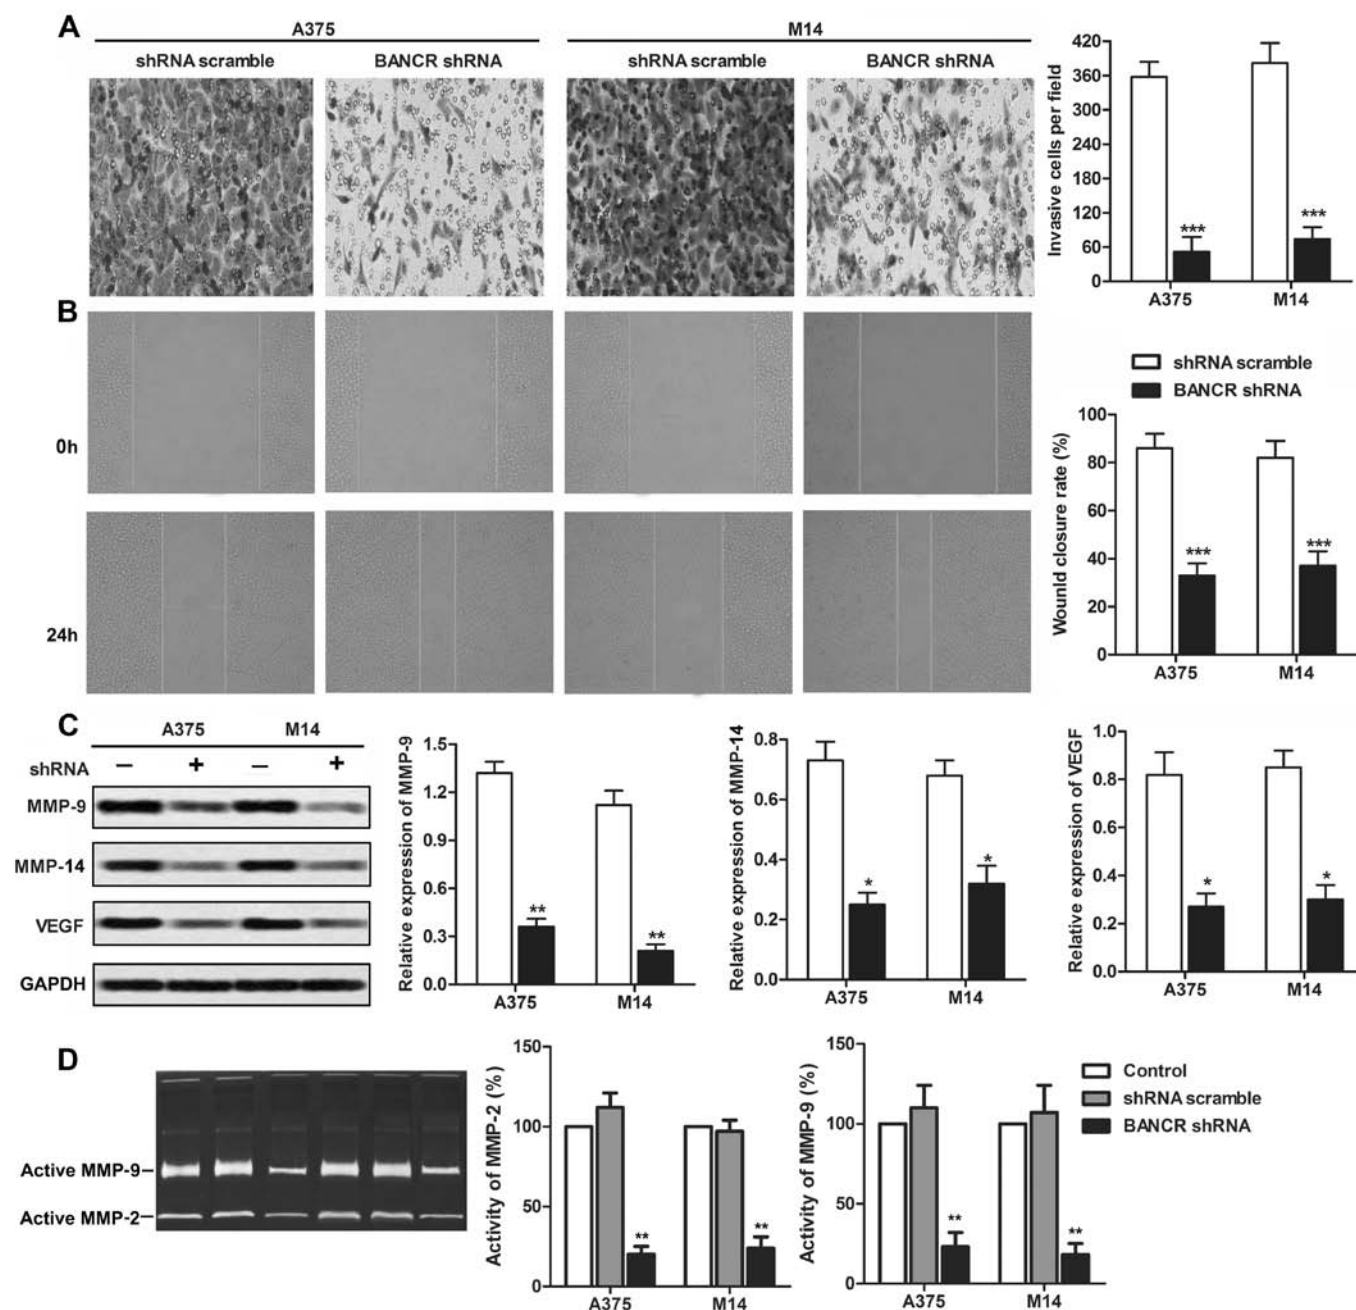 A
A375
M14
shRNA scramble
BANCR shRNA
shRNA scramble
BANCR shRNA
Invasive cells per field
420
360
300
240
180
120
60
0
***
***
A375
M14
B
0h
24h
shRNA scramble
BANCR shRNA
Wounld closure rate (%)
100
80
60
40
20
0
***
***
A375
M14
C
A375
M14
shRNA
– + – +
MMP-9
MMP-14
VEGF
GAPDH
Relative expression of MMP-9
1.5
1.2
0.9
0.6
0.3
0.0
**
**
A375
M14
Relative expression of MMP-14
0.8
0.6
0.4
0.2
0.0
*
*
A375
M14
Relative expression of VEGF
1.0
0.8
0.6
0.4
0.2
0.0
*
*
A375
M14
D
Active MMP-9
Active MMP-2
Activity of MMP-2 (%)
150
100
50
0
**
**
A375
M14
Activity of MMP-9 (%)
150
100
50
0
**
**
A375
M14
Control
shRNA scramble
BANCR shRNA